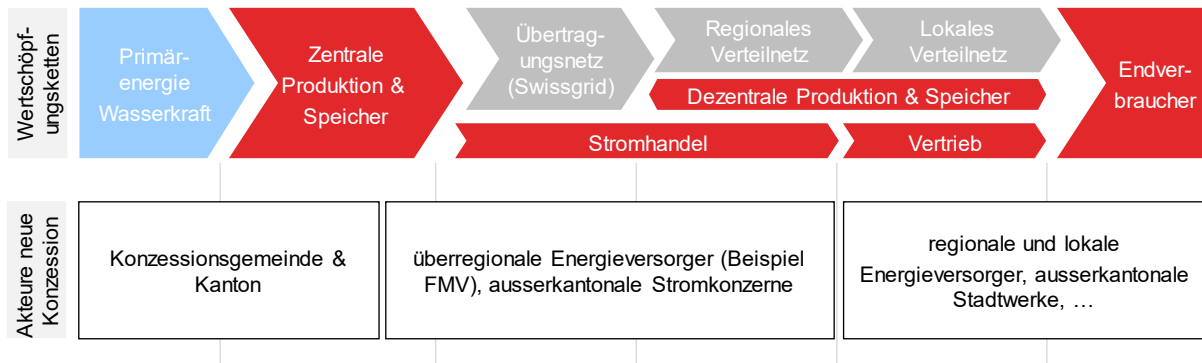 Wertschöpf-
ungsketten
Primär-
energie
Wasserkraft
Zentrale
Produktion &
Speicher
Übertrag-
ungsnetz
(Swissgrid)
Regionales
Verteilnetz
Lokales
Verteilnetz
Dezentrale Produktion & Speicher
Stromhandel
Vertrieb
Endver-
braucher
Akteure neue
Konzession
Konzessionsgemeinde &
Kanton
überregionale Energieversorger (Beispiel
FMV), ausserkantonale Stromkonzerne
regionale und lokale
Energieversorger, ausserkantonale
Stadtwerke, …